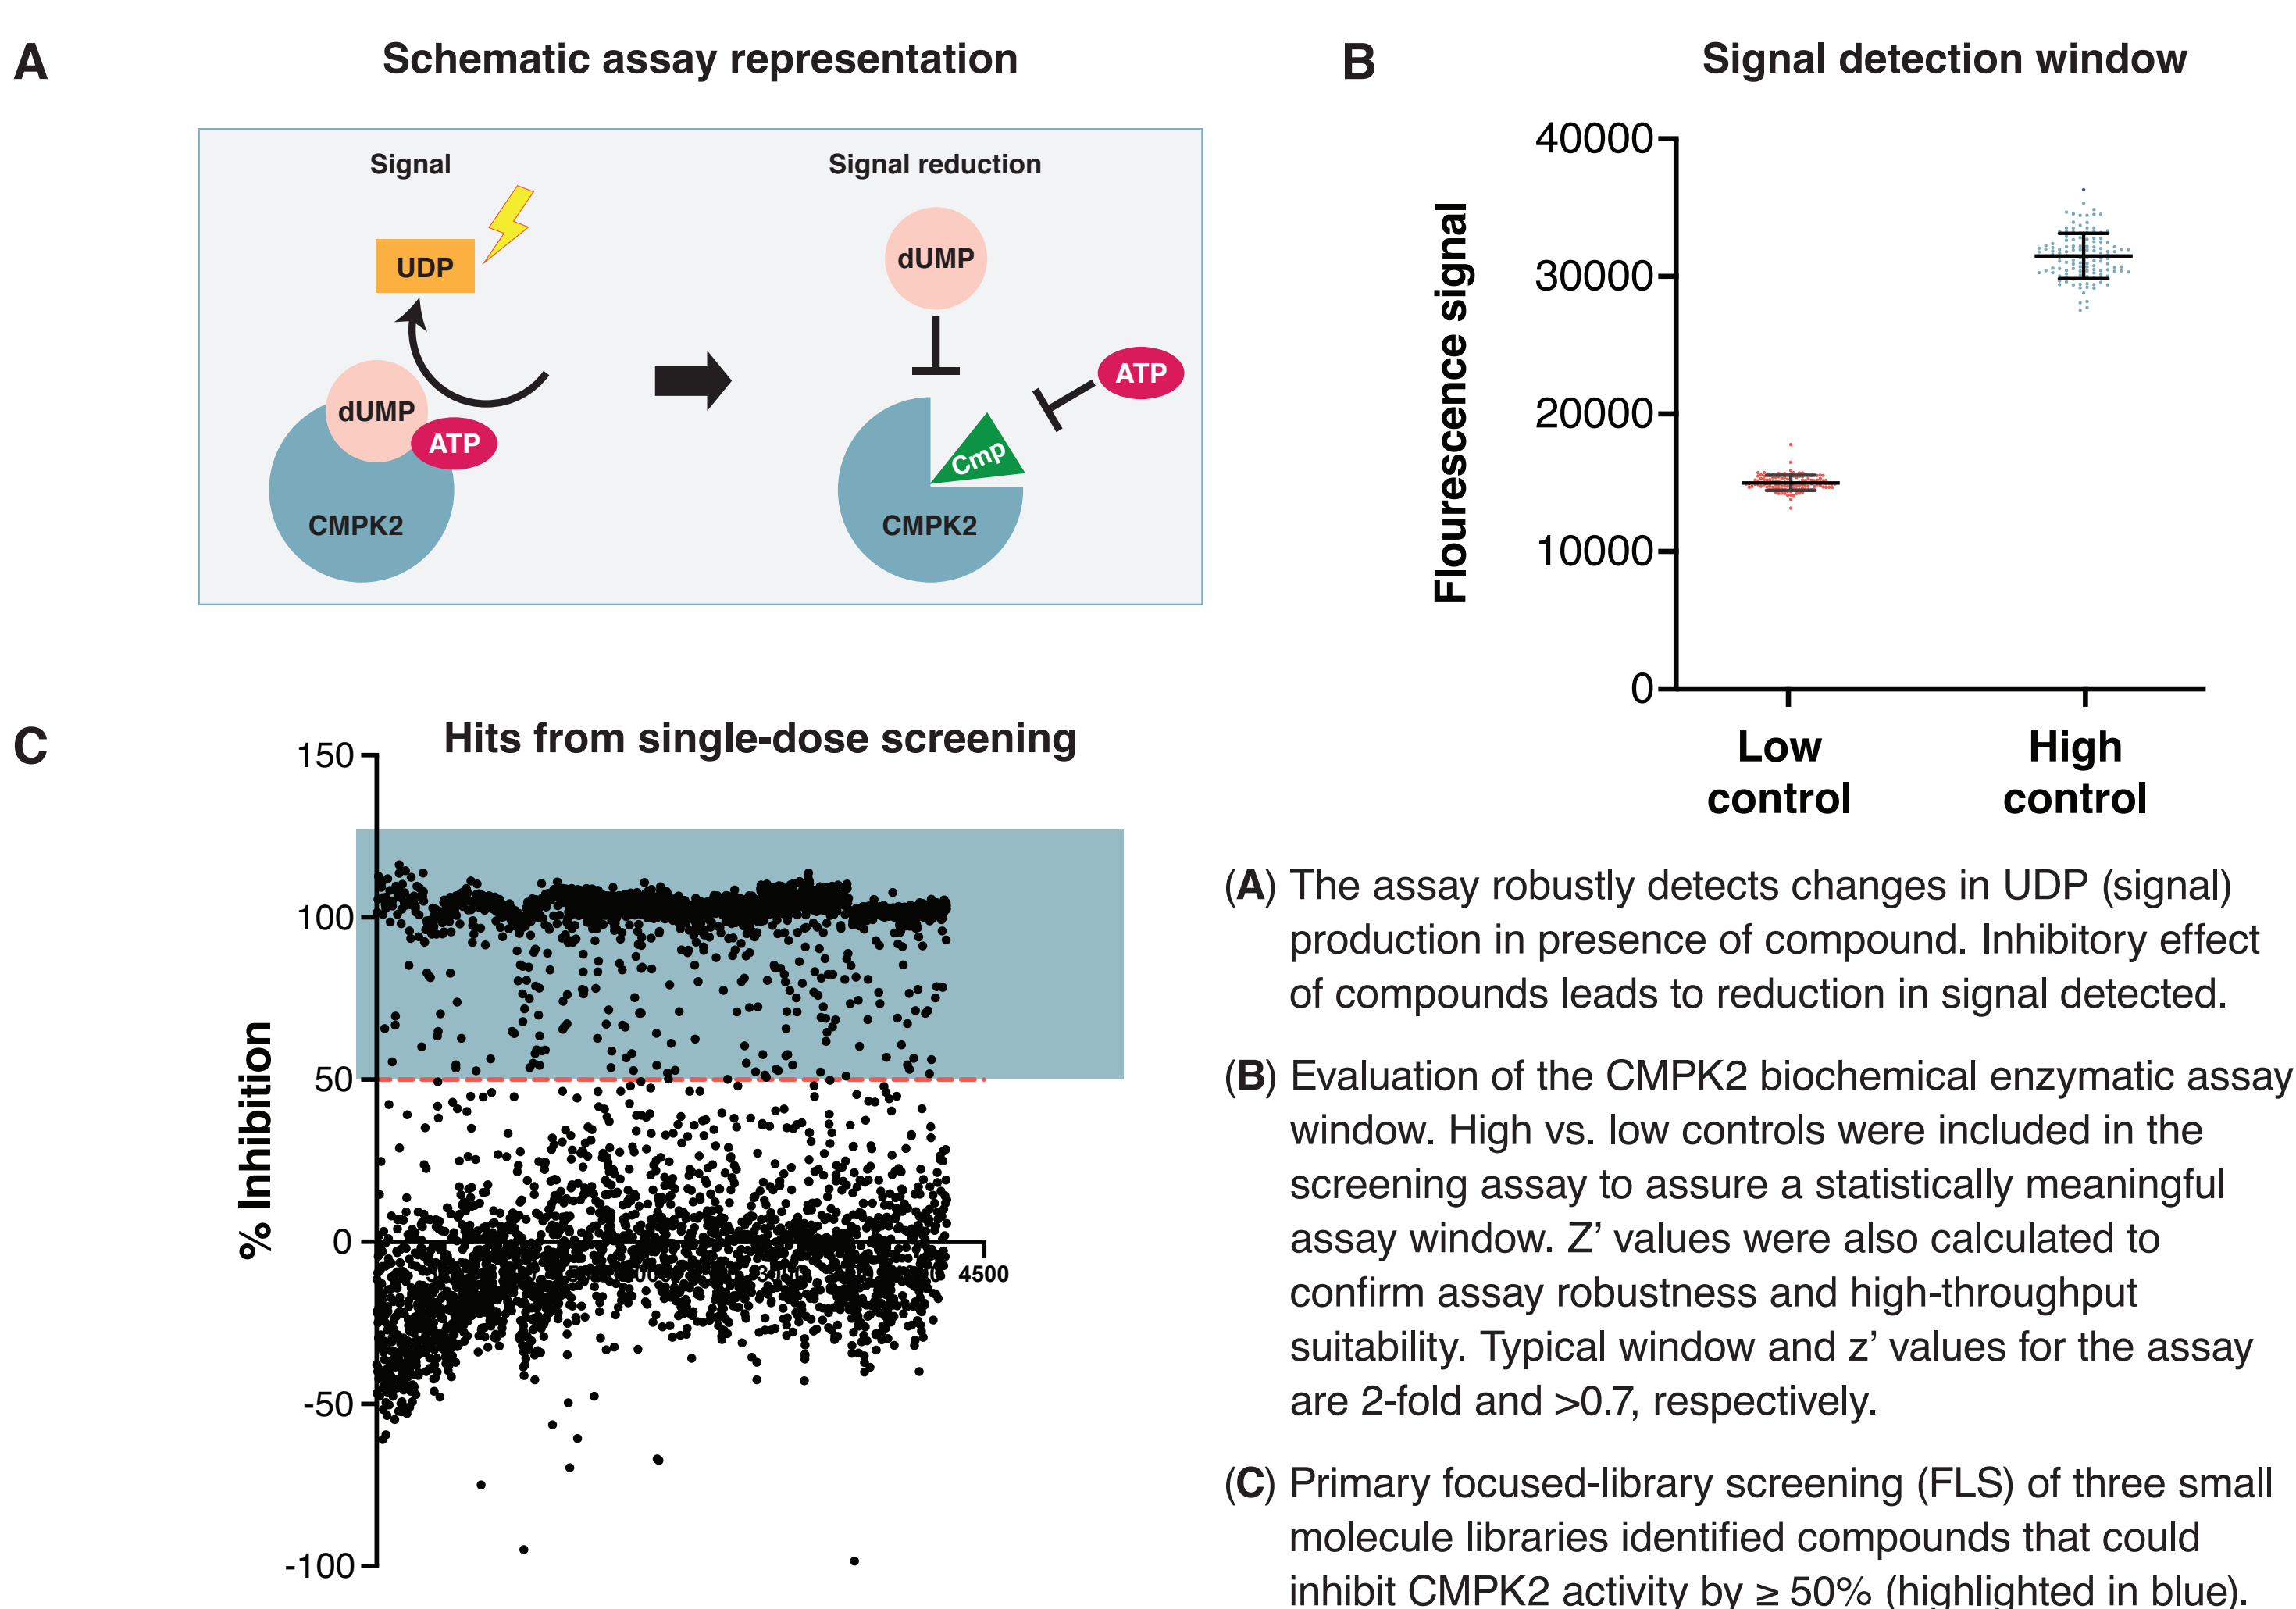 A
Schematic assay representation
Signal
UDP
dUMP
ATP
CMPK2
Signal reduction
dUMP
ATP
Cmp
CMPK2
B
Signal detection window
Flourescence signal
40000
30000
20000
10000
0
Low
control
High
control
C
Hits from single-dose screening
% Inhibition
150
100
50
0
-50
-100
4500
(A) The assay robustly detects changes in UDP (signal)
production in presence of compound. Inhibitory effect
of compounds leads to reduction in signal detected.
(B) Evaluation of the CMPK2 biochemical enzymatic assay
window. High vs. low controls were included in the
screening assay to assure a statistically meaningful
assay window. Z’ values were also calculated to
confirm assay robustness and high-throughput
suitability. Typical window and z’ values for the assay
are 2-fold and >0.7, respectively.
(C) Primary focused-library screening (FLS) of three small
molecule libraries identified compounds that could
inhibit CMPK2 activity by ≥ 50% (highlighted in blue).